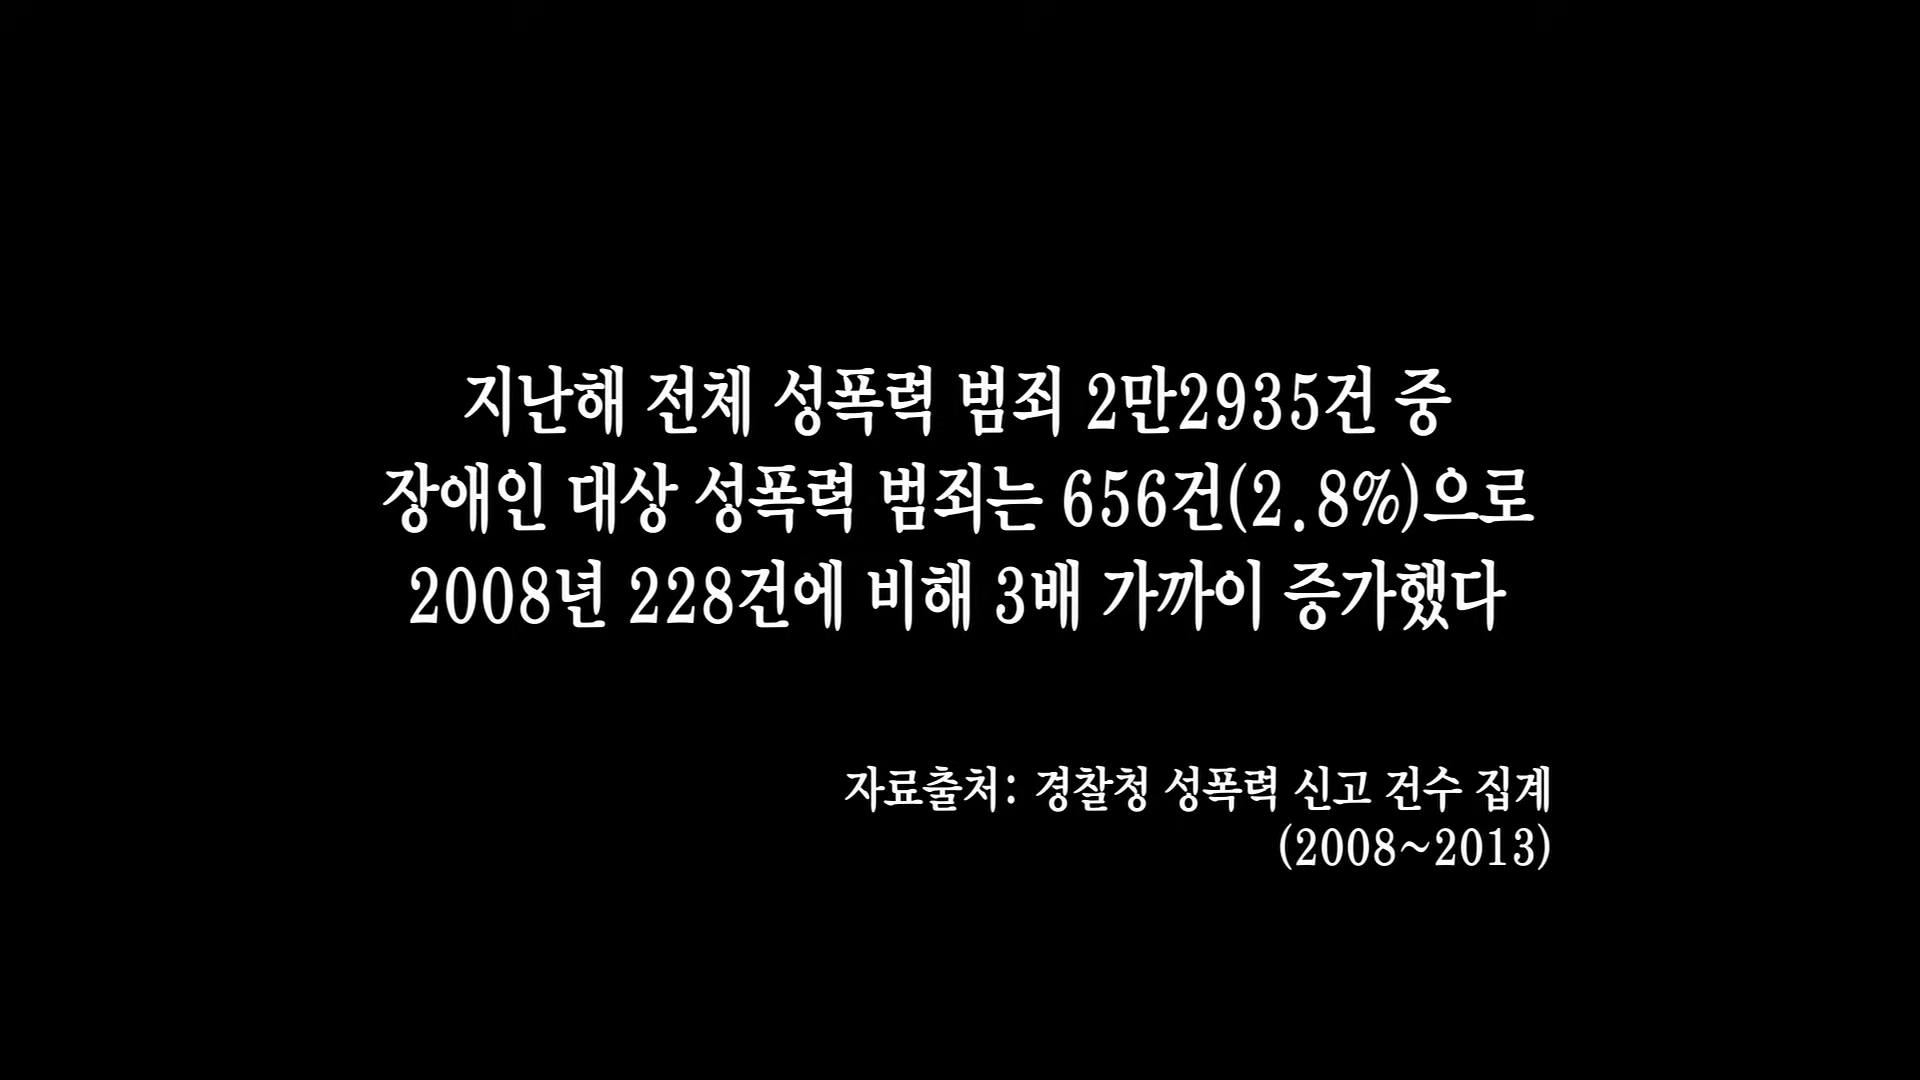 지난해 전체 성폭력 범죄 2만2935건 중
장애인 대상 성폭력 범죄는 656건(2.8%)으로
2008년 228건에 비해 3배 가까이 증가했다
자료출처: 경찰청 성폭력 신고 건수 집계
(2008~2013)